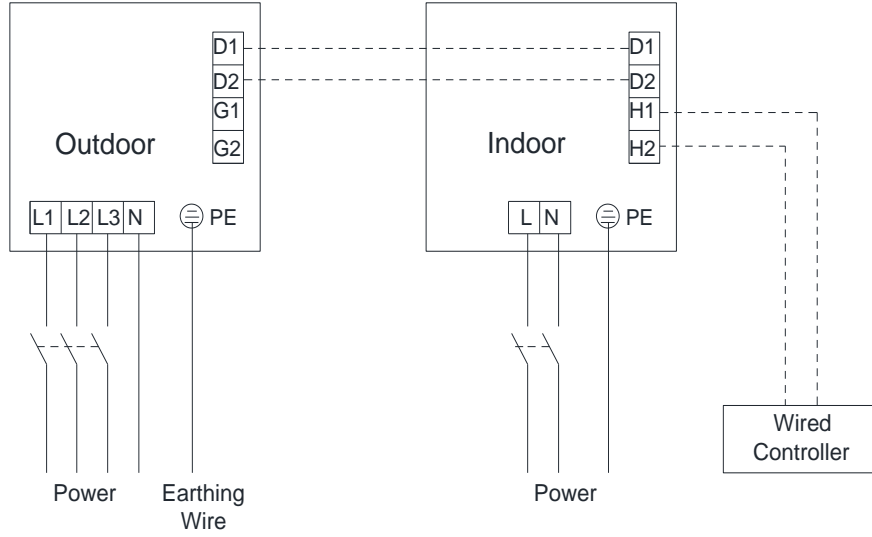 D1
D2
G1
G2
Outdoor
L1 L2 L3 N
PE
Power
Earthing
Wire
D1
D2
H1
H2
Indoor
L N
PE
Power
Wired
Controller